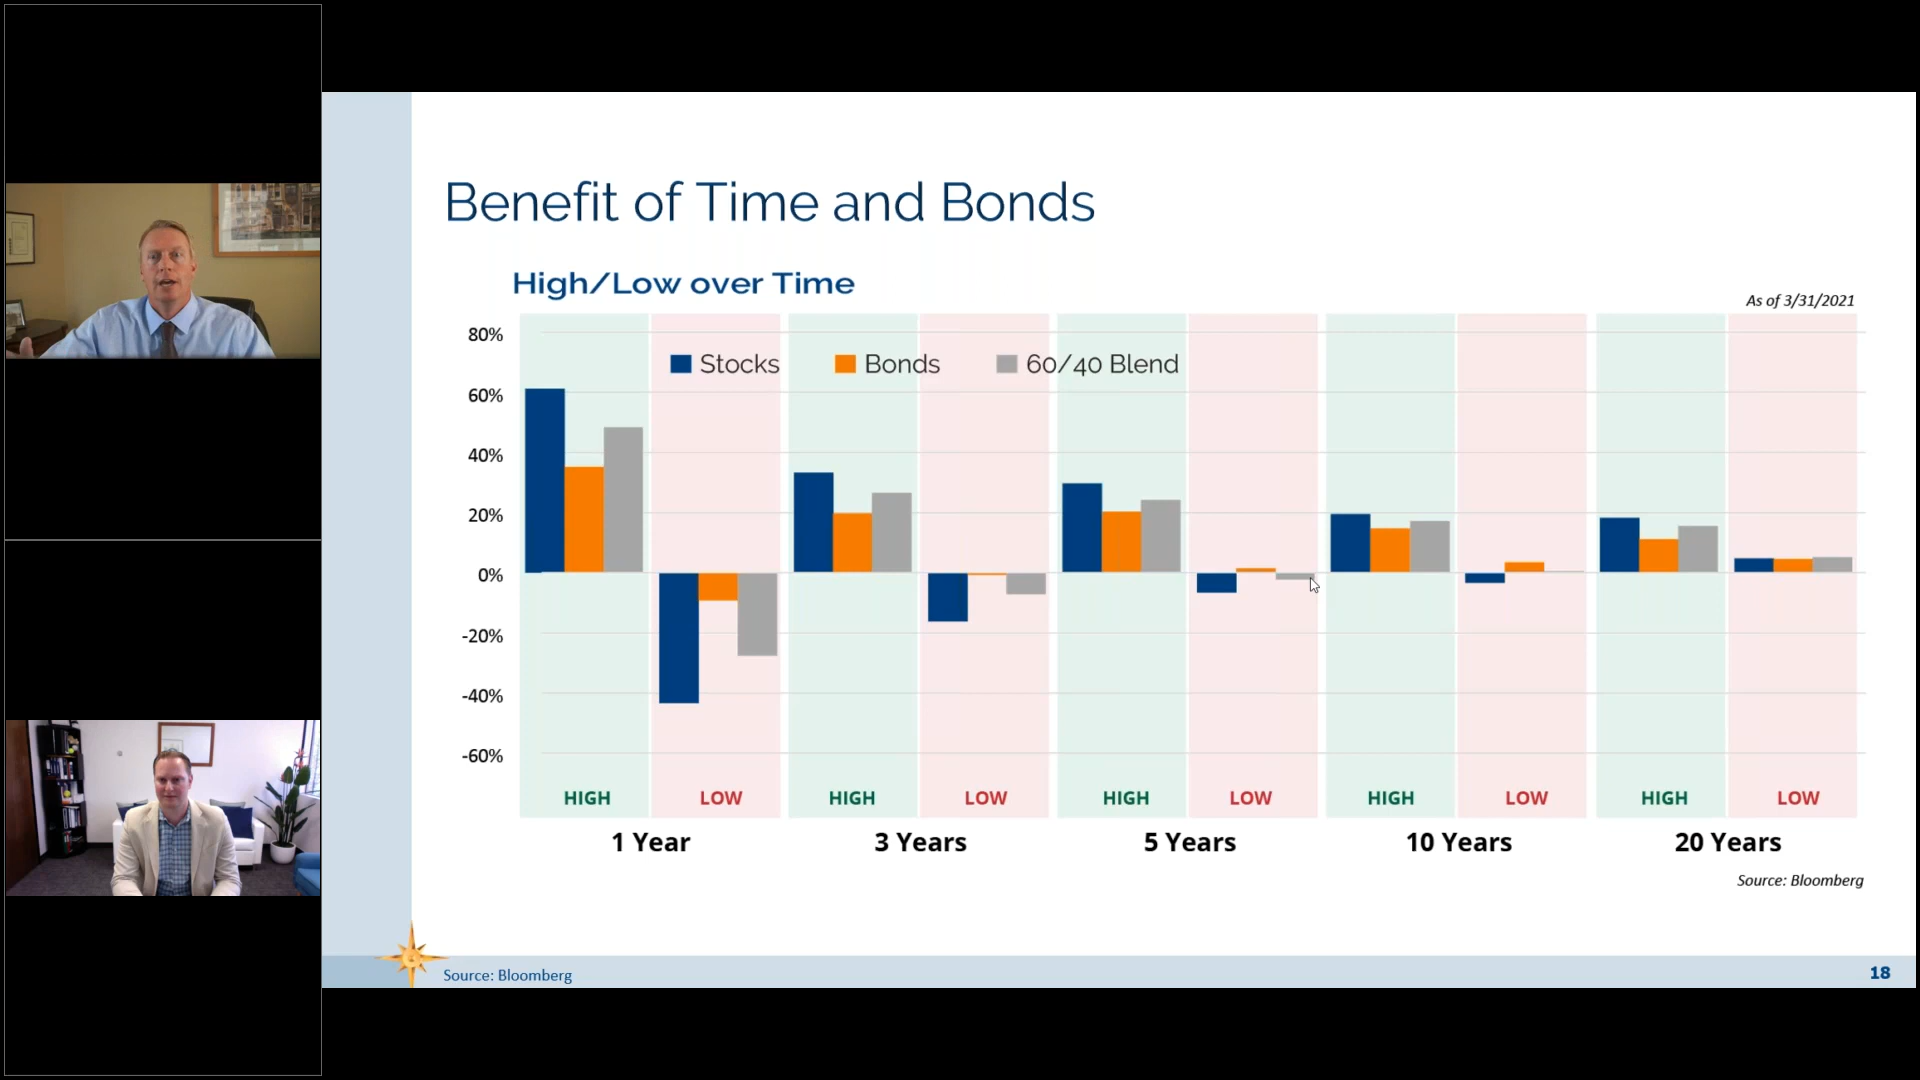 Benefit of Time and Bonds
High/Low over Time
As of 3/31/2021
80%
60%
40%
20%
0%
-20%
-40%
-60%
Stocks Bonds 60/40 Blend
HIGH LOW HIGH LOW HIGH LOW HIGH LOW HIGH LOW
1 Year 3 Years 5 Years 10 Years 20 Years
Source: Bloomberg
Source: Bloomberg
18